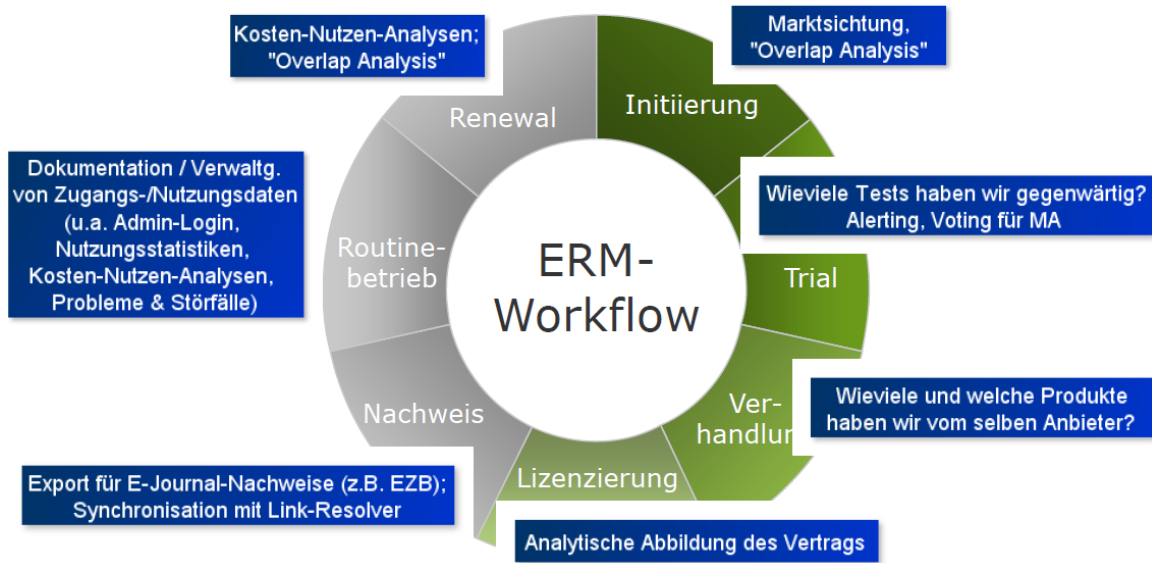 Kosten-Nutzen-Analysen;
"Overlap Analysis"
Marktsichtung,
"Overlap Analysis"
Renewal
Initiierung
Dokumentation / Verwaltg.
von Zugangs-/Nutzungsdaten
(u.a. Admin-Login,
Nutzungsstatistiken,
Kosten-Nutzen-Analysen,
Probleme & Störfälle)
Wieviele Tests haben wir gegenwärtig?
Alerting, Voting für MA
Routine-
betrieb
ERM-
Workflow
Trial
Nachweis
Ver-
handlun
Wieviele und welche Produkte
haben wir vom selben Anbieter?
Lizenzierung
Export für E-Journal-Nachweise (z.B. EZB);
Synchronisation mit Link-Resolver
Analytische Abbildung des Vertrags